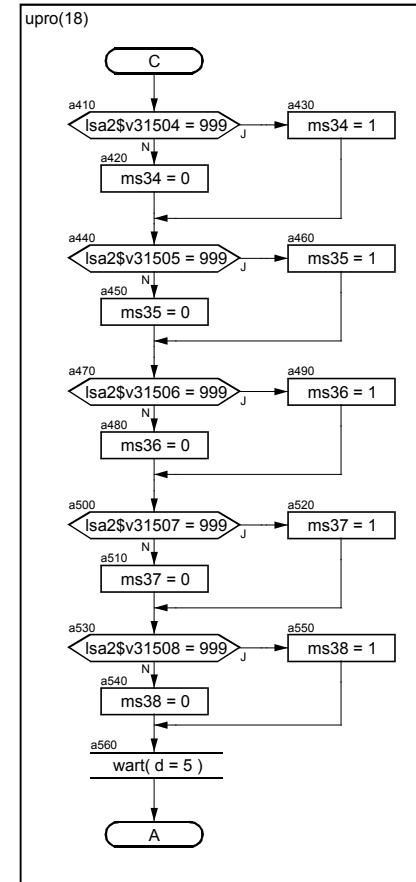 upro(18)
C
a410
lsa2$v31504 = 999
J
a430
ms34 = 1
N
a420
ms34 = 0
a440
lsa2$v31505 = 999
J
a460
ms35 = 1
N
a450
ms35 = 0
a470
lsa2$v31506 = 999
J
a490
ms36 = 1
N
a480
ms36 = 0
a500
lsa2$v31507 = 999
J
a520
ms37 = 1
N
a510
ms37 = 0
a530
lsa2$v31508 = 999
J
a550
ms38 = 1
N
a540
ms38 = 0
a560
wart( d = 5 )
A